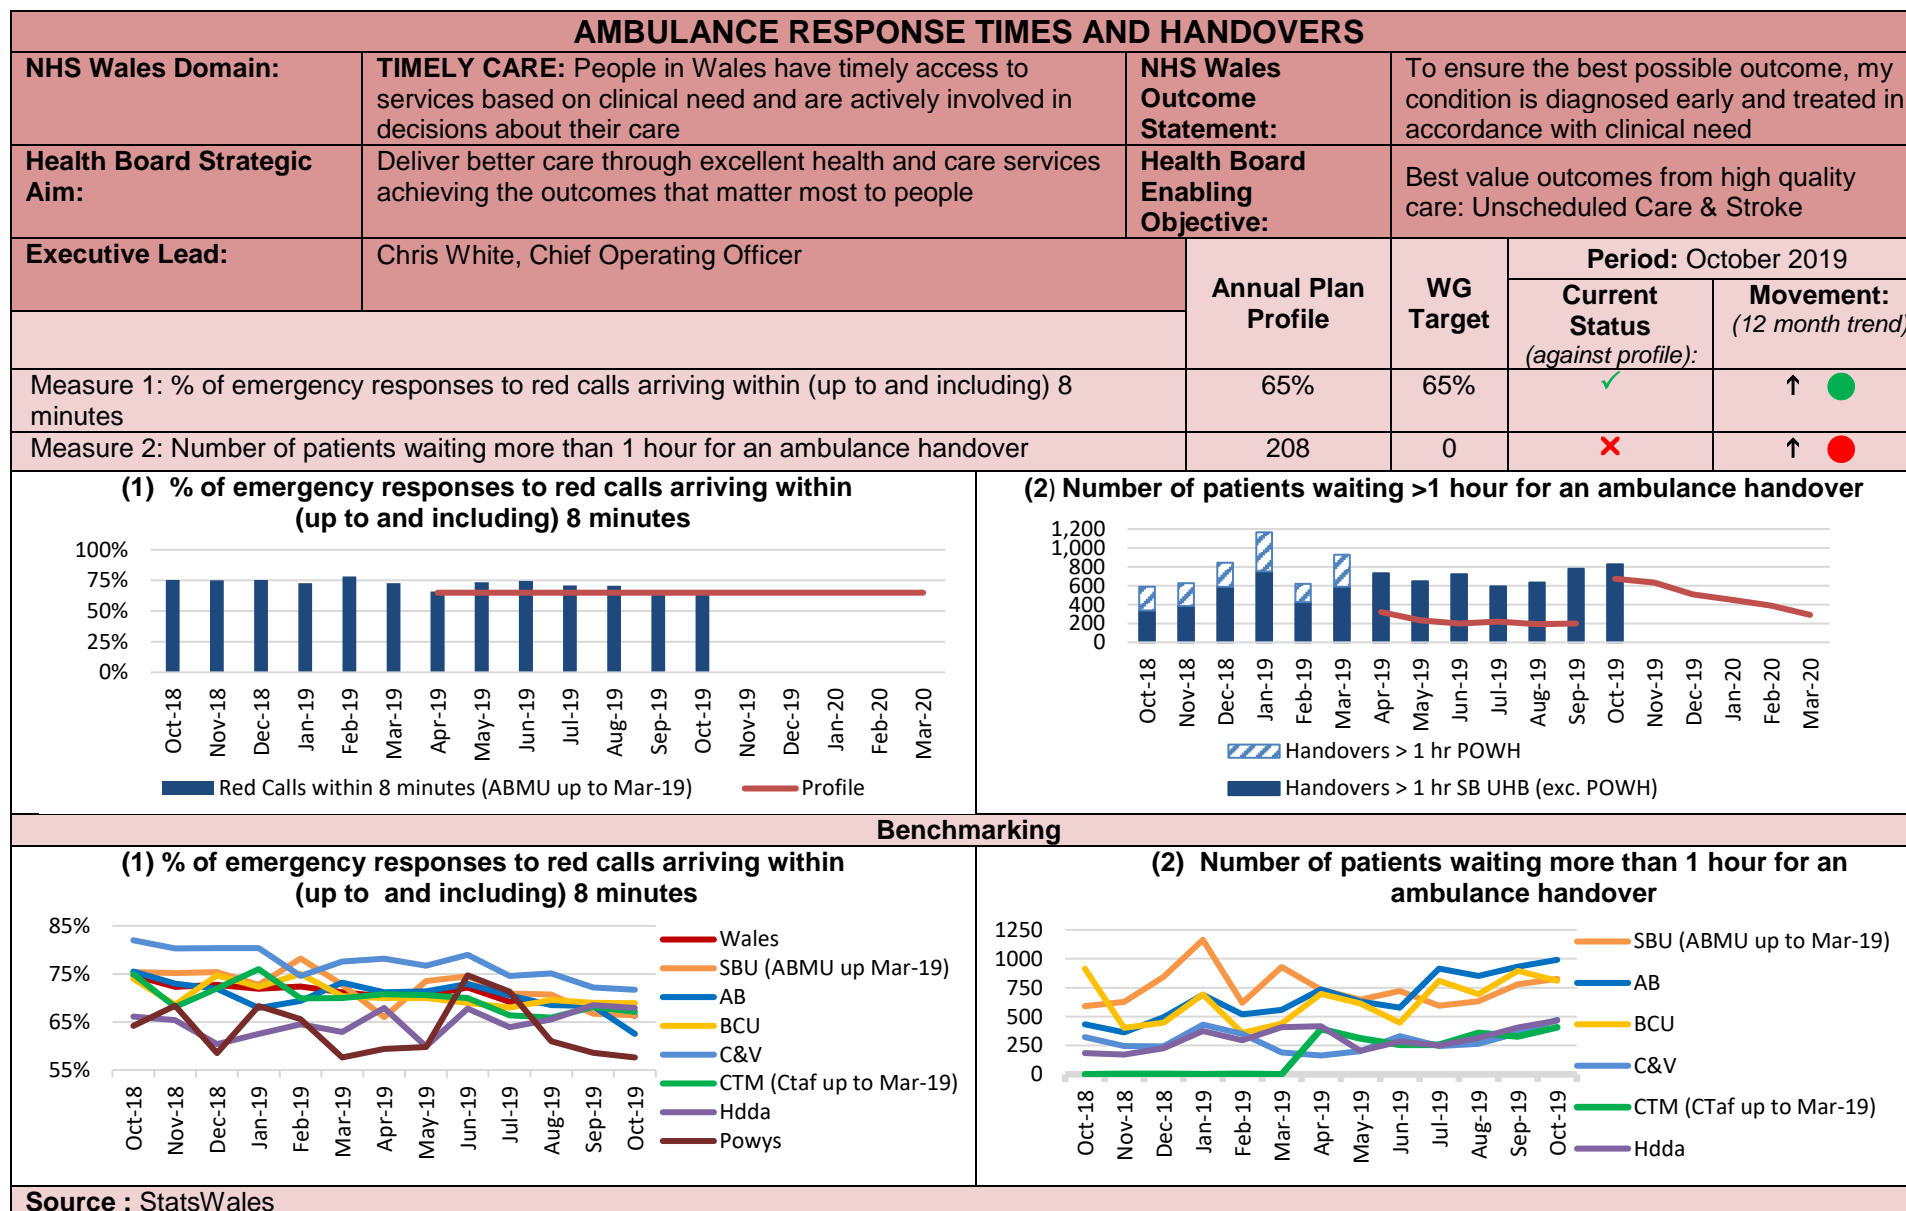 AMBULANCE RESPONSE TIMES AND HANDOVERS
NHS Wales Domain:
TIMELY CARE: People in Wales have timely access to
services based on clinical need and are actively involved in
decisions about their care
NHS Wales
Outcome
Statement:
To ensure the best possible outcome, my
condition is diagnosed early and treated in
accordance with clinical need
Health Board Strategic
Aim:
Deliver better care through excellent health and care services
achieving the outcomes that matter most to people
Health Board
Enabling
Objective:
Best value outcomes from high quality
care: Unscheduled Care & Stroke
Executive Lead:
Chris White, Chief Operating Officer
Annual Plan
Profile
WG
Target
Period: October 2019
Current
Status
(against profile):
Movement:
(12 month trend)
Measure 1: % of emergency responses to red calls arriving within (up to and including) 8
minutes
65%
65%
✓
↑
Measure 2: Number of patients waiting more than 1 hour for an ambulance handover
208
0
✗
↑
(1) % of emergency responses to red calls arriving within
(up to and including) 8 minutes
100%
75%
50%
25%
0%
Oct-18
Nov-18
Dec-18
Jan-19
Feb-19
Mar-19
Apr-19
May-19
Jun-19
Jul-19
Aug-19
Sep-19
Oct-19
Nov-19
Dec-19
Jan-20
Feb-20
Mar-20
Red Calls within 8 minutes (ABMU up to Mar-19)
Profile
(2) Number of patients waiting >1 hour for an ambulance handover
1,200
1,000
800
600
400
200
0
Oct-18
Nov-18
Dec-18
Jan-19
Feb-19
Mar-19
Apr-19
May-19
Jun-19
Jul-19
Aug-19
Sep-19
Oct-19
Nov-19
Dec-19
Jan-20
Feb-20
Mar-20
Handovers > 1 hr POWH
Handovers > 1 hr SB UHB (exc. POWH)
Benchmarking
(1) % of emergency responses to red calls arriving within
(up to and including) 8 minutes
85%
75%
65%
55%
Oct-18
Nov-18
Dec-18
Jan-19
Feb-19
Mar-19
Apr-19
May-19
Jun-19
Jul-19
Aug-19
Sep-19
Oct-19
Wales
SBU (ABMU up Mar-19)
AB
BCU
C&V
CTM (Ctaf up to Mar-19)
Hdda
Powys
(2) Number of patients waiting more than 1 hour for an
ambulance handover
1250
1000
750
500
250
0
Oct-18
Nov-18
Dec-18
Jan-19
Feb-19
Mar-19
Apr-19
May-19
Jun-19
Jul-19
Aug-19
Sep-19
Oct-19
SBU (ABMU up to Mar-19)
AB
BCU
C&V
CTM (CTaf up to Mar-19)
Hdda
Source : StatsWales